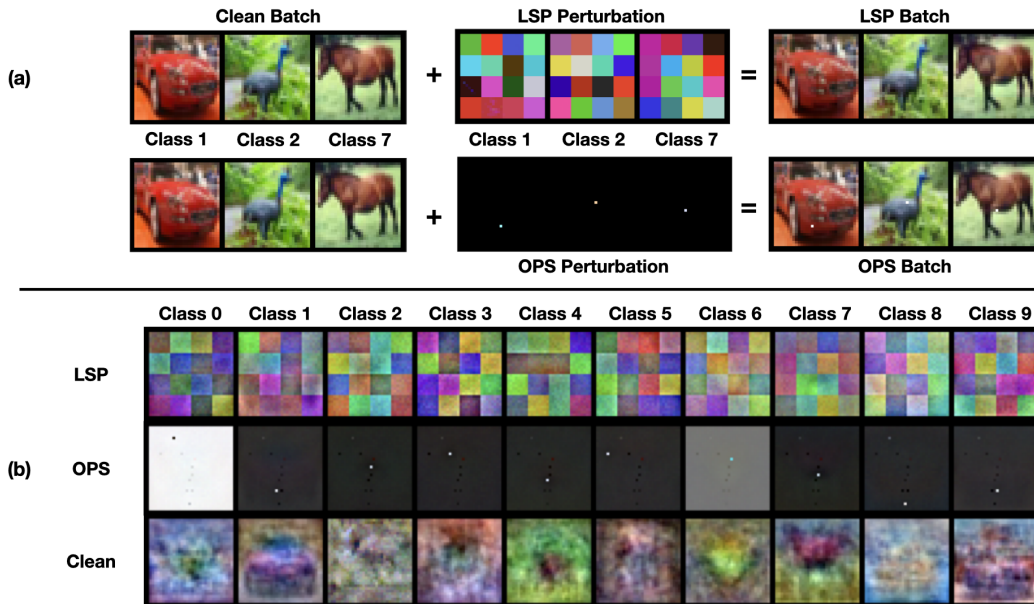 Clean Batch LSP Perturbation LSP Batch
(a) + =
Class 1 Class 2 Class 7 Class 1 Class 2 Class 7
+ =
OPS Perturbation OPS Batch
Class 0 Class 1 Class 2 Class 3 Class 4 Class 5 Class 6 Class 7 Class 8 Class 9
LSP
(b) OPS
Clean